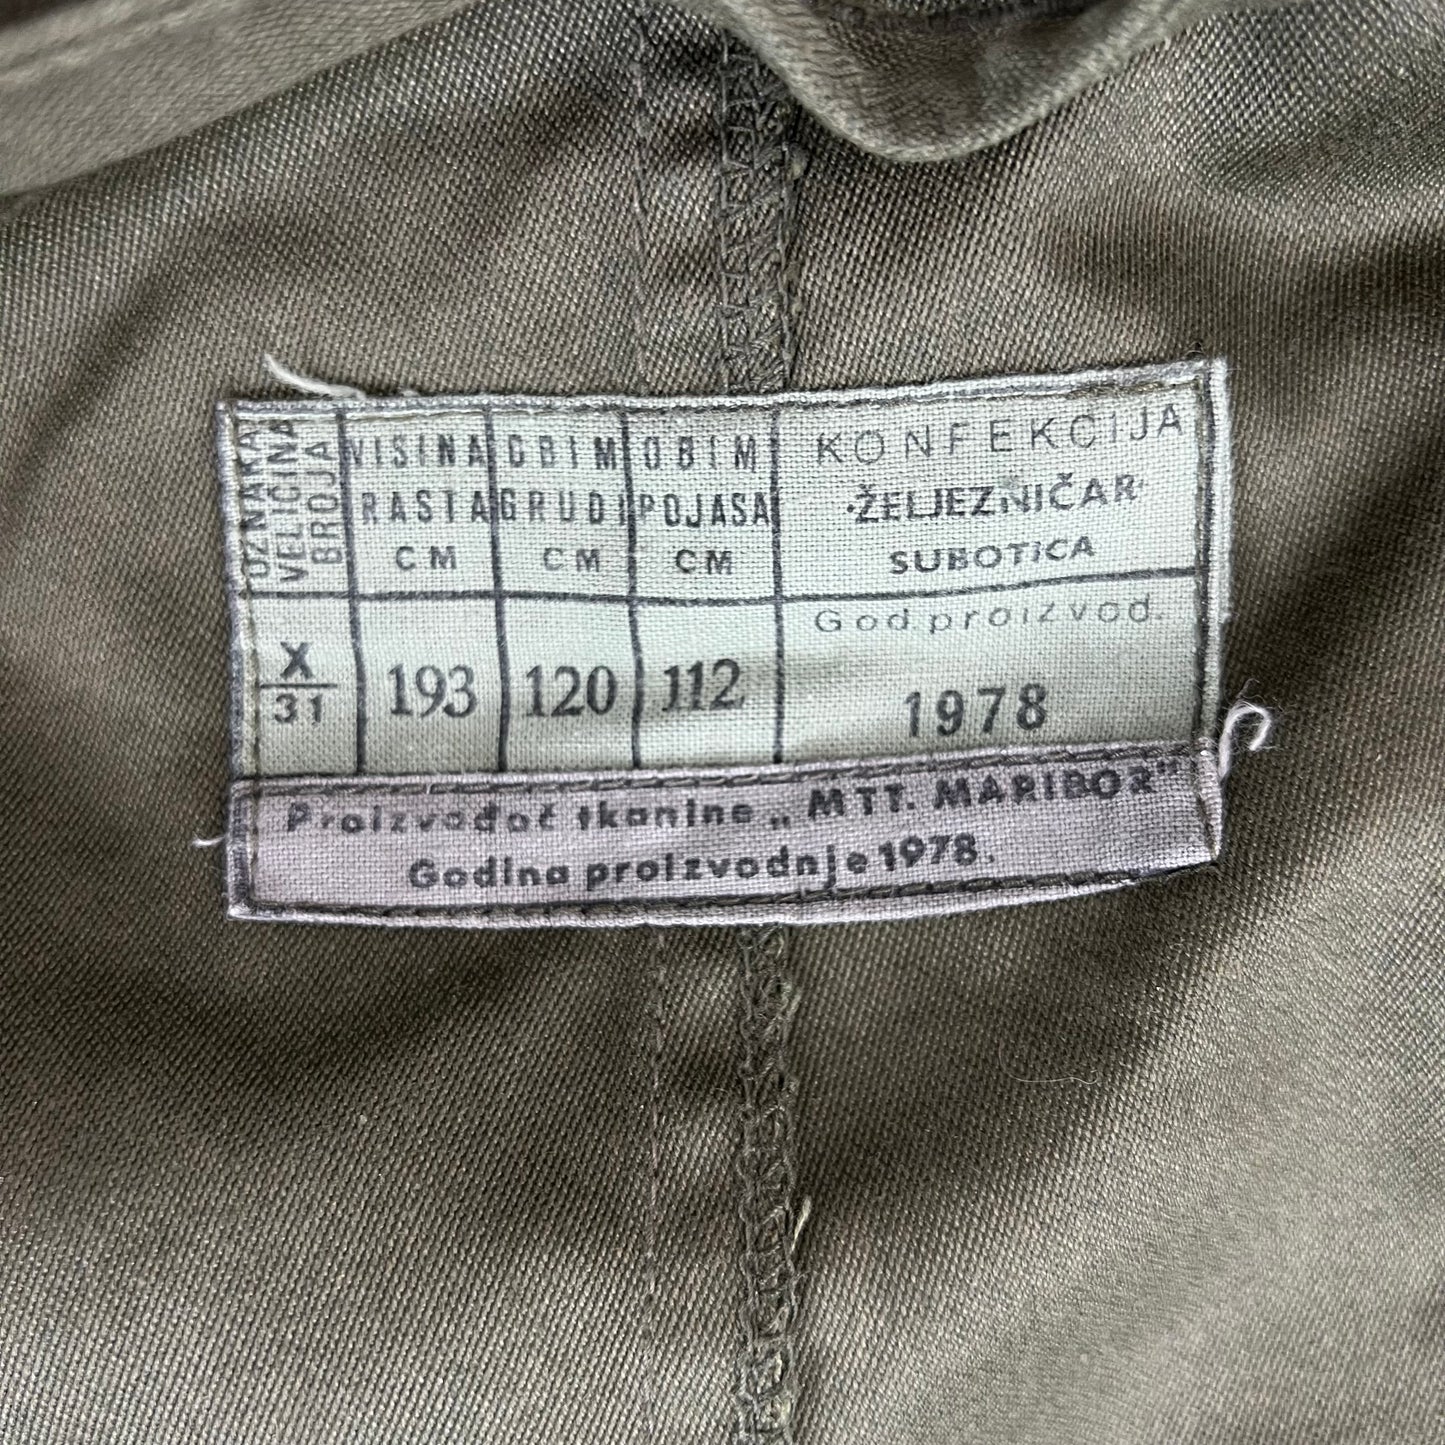 OZNAKA
VELIČINA
BROJA
VISINA
RASTA
CM
OBIM
GRUDI
CM
OBIM
POJASA
CM
KONFEKCIJA
"ŽELJEZNIČAR"
SUBOTICA
X
31
193
120
112
God. proizvod.
1978
Proizvođač tkanine „MTT. MARIBOR"
Godina proizvodnje 1978.